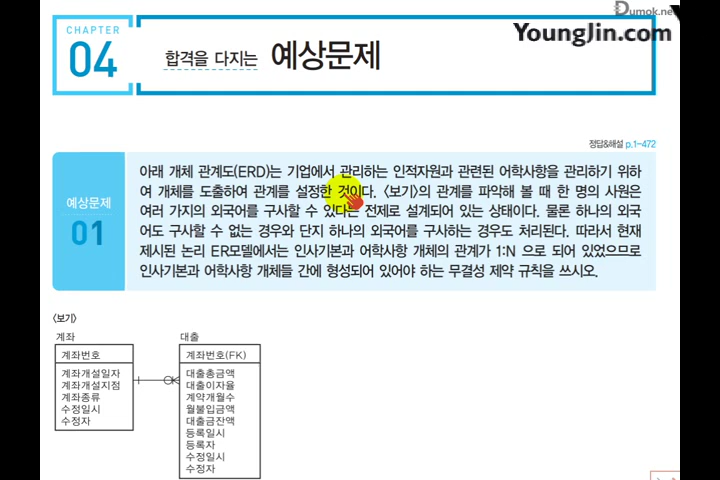 Dumok.net
YoungJin.com
CHAPTER
04
합격을 다지는 예상문제
정답&해설 p.1-472
예상문제
01
아래 개체 관계도(ERD)는 기업에서 관리하는 인적자원과 관련된 어학사항을 관리하기 위하
여 개체를 도출하여 관계를 설정한 것이다. 〈보기〉의 관계를 파악해 볼 때 한 명의 사원은
여러 가지의 외국어를 구사할 수 있다는 전제로 설계되어 있는 상태이다. 물론 하나의 외국
어도 구사할 수 없는 경우와 단지 하나의 외국어를 구사하는 경우도 처리된다. 따라서 현재
제시된 논리 ER모델에서는 인사기본과 어학사항 개체의 관계가 1:N 으로 되어 있었으므로
인사기본과 어학사항 개체들 간에 형성되어 있어야 하는 무결성 제약 규칙을 쓰시오.
〈보기〉
계좌
계좌번호
계좌개설일자
계좌개설지점
계좌종류
수정일시
수정자
대출
계좌번호(FK)
대출총금액
대출이자율
계약개월수
월불입금액
대출금잔액
등록일시
등록자
수정일시
수정자